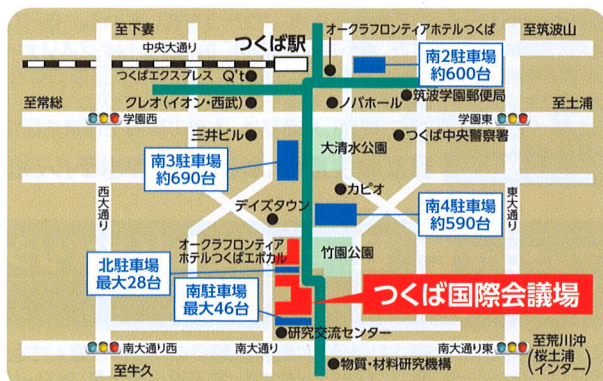 至下妻
中央大通り
つくば駅
オークラフロンティアホテルつくば
至筑波山
南2駐車場
約600台
つくばエクスプレス
Q't
至常総
クレオ(イオン・西武)
ノバホール
筑波学園郵便局
至土浦
学園西
学園東
三井ビル
大清水公園
つくば中央警察署
南3駐車場
約690台
カピオ
西大通り
東大通り
デイズタウン
南4駐車場
約590台
オークラフロンティア
ホテルつくばエポカル
竹園公園
北駐車場
最大28台
南駐車場
最大46台
つくば国際会議場
研究交流センター
南大通り西
南大通り
南大通り東
至荒川沖
(桜土浦
インター)
至牛久
物質・材料研究機構